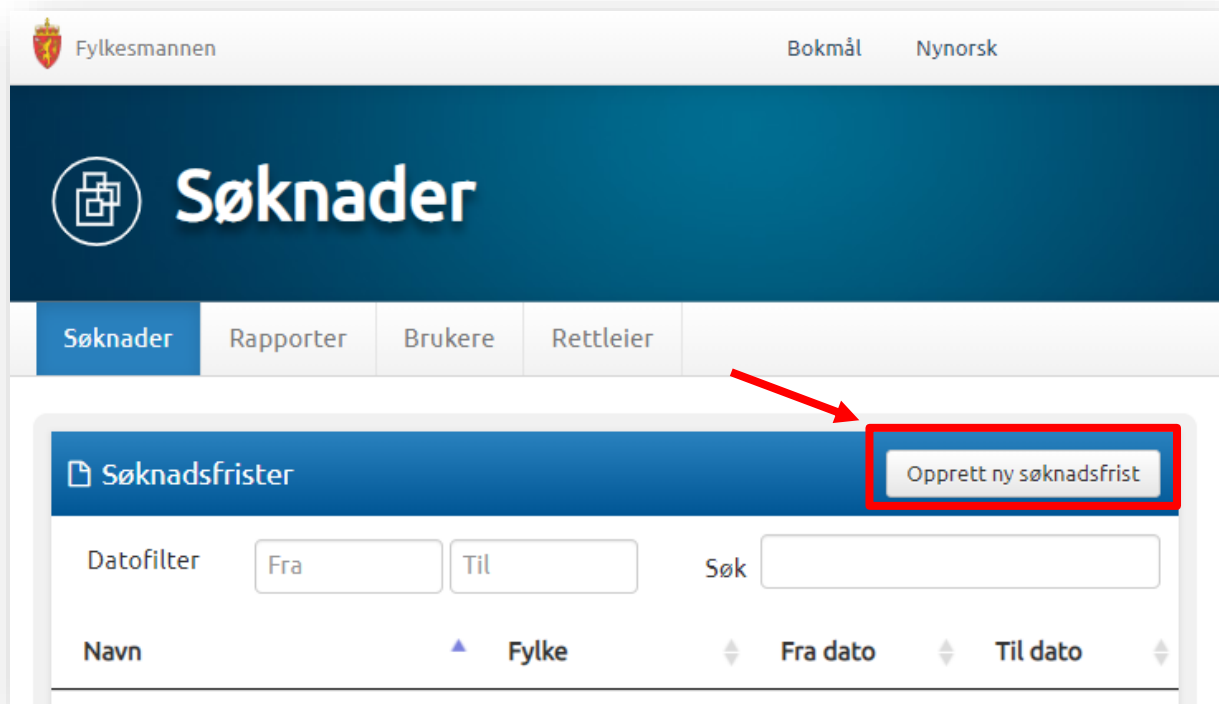 Fylkesmannen Bokmål Nynorsk
Søknader
Søknader Rapporter Brukere Rettleier
Søknadsfrister Opprett ny søknadsfrist
Datofilter Fra Til Søk
Navn Fylke Fra dato Til dato